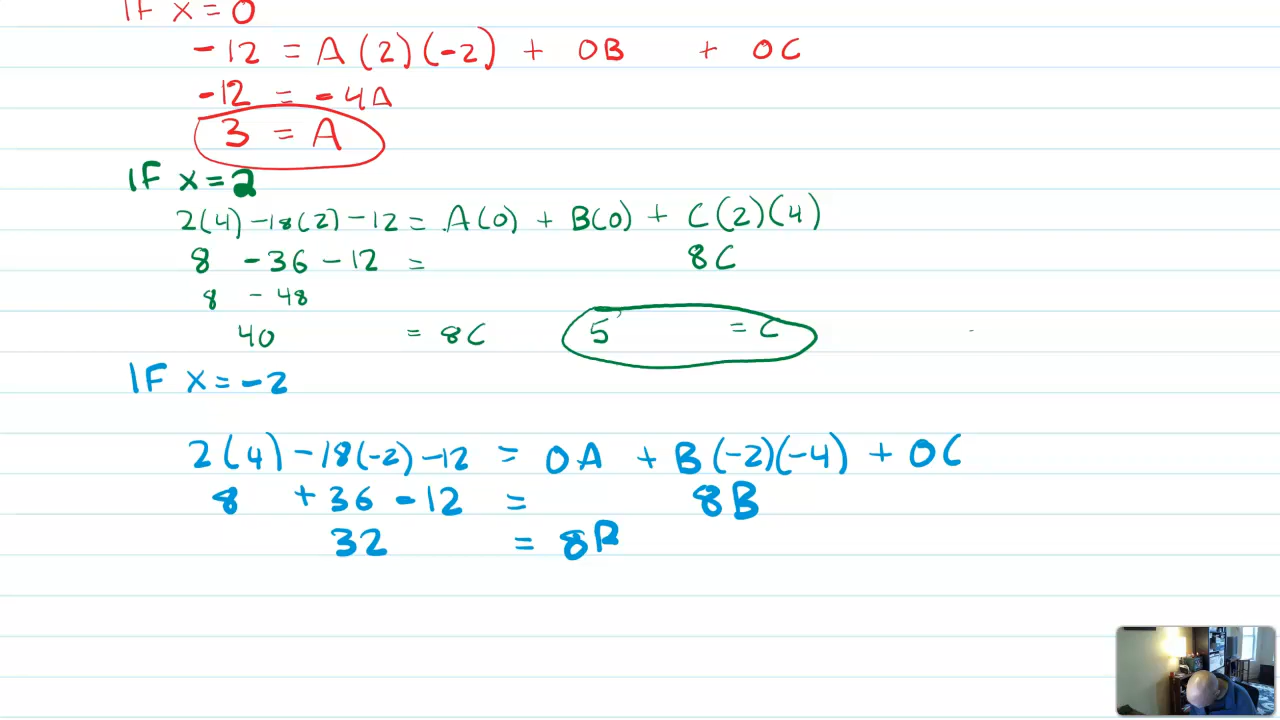 IF x = 0
-12 = A(2)(-2) + 0B + 0C
-12 = -4A
3 = A
IF x = 2
2(4) -18(2) -12 = A(0) + B(0) + C(2)(4)
8 -36 -12 = 8C
8 - 48
40 = 8C 5 = C
IF x = -2
2(4) -18(-2) -12 = 0A + B(-2)(-4) + 0C
8 +36 -12 = 8B
32 = 8B